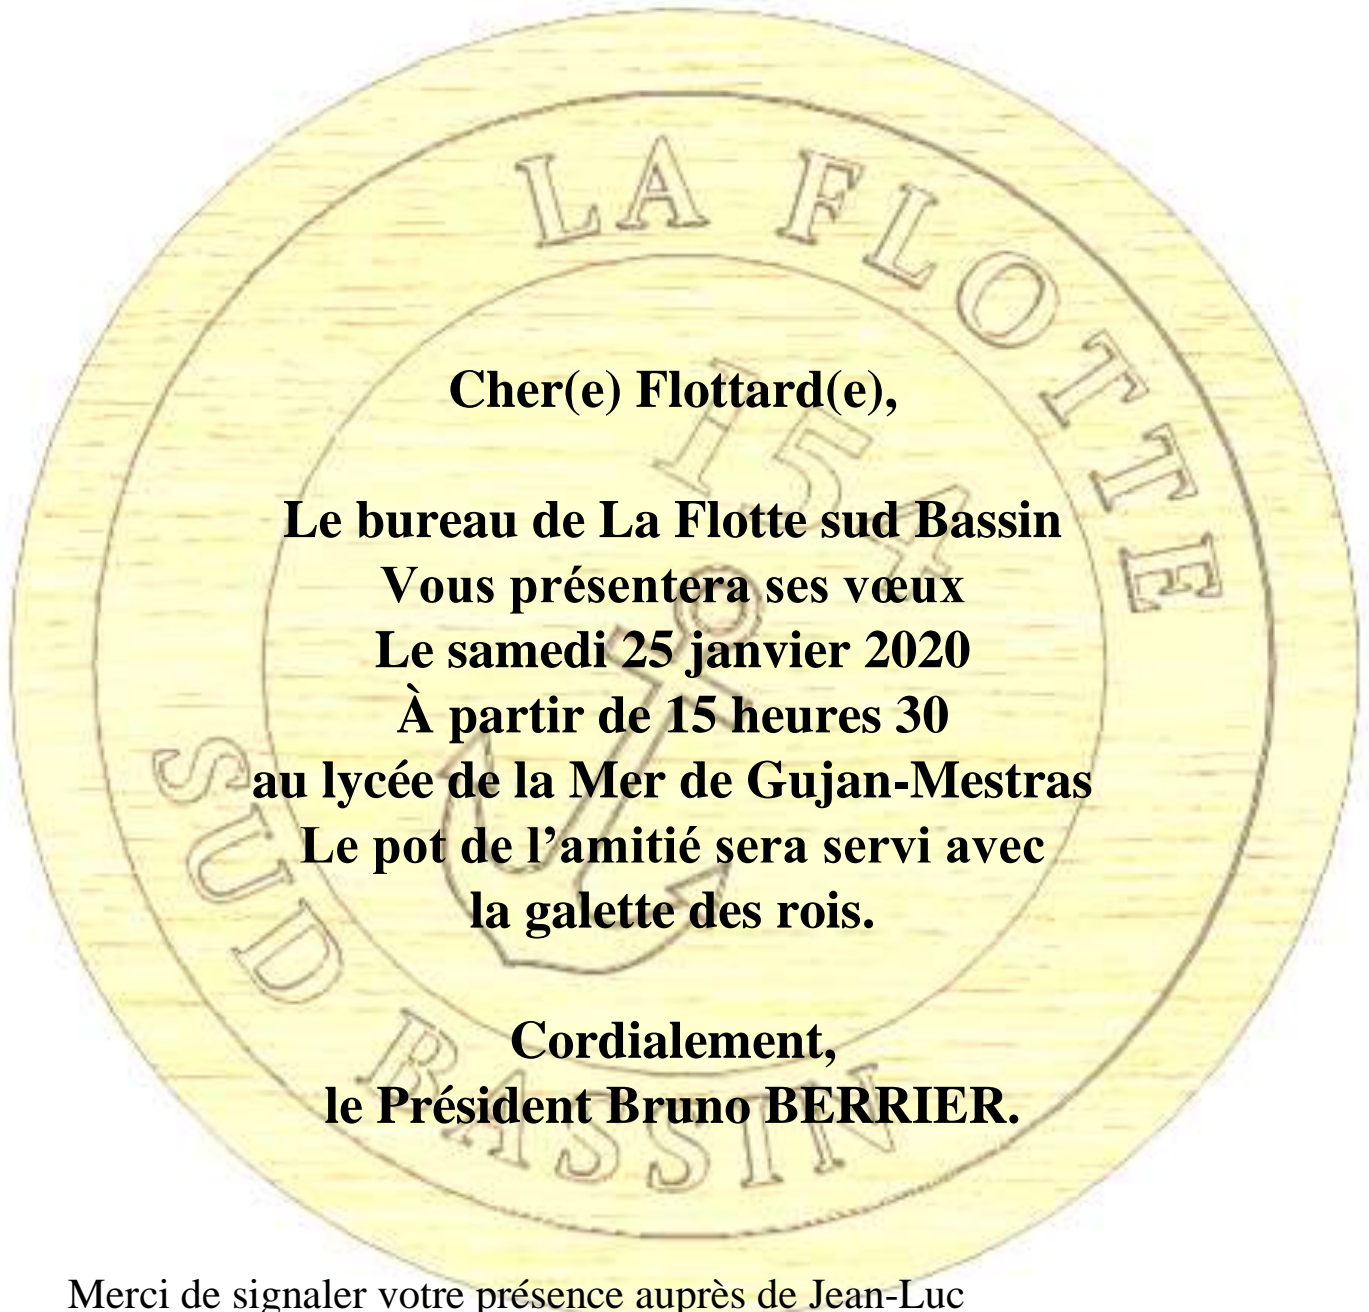 LA FLOTTE
154
Cher(e) Flottard(e),
Le bureau de La Flotte sud Bassin
Vous présentera ses vœux
Le samedi 25 janvier 2020
À partir de 15 heures 30
au lycée de la Mer de Gujan-Mestras
Le pot de l’amitié sera servi avec
la galette des rois.
Cordialement,
le Président Bruno BERRIER.
SUD BASSIN
Merci de signaler votre présence auprès de Jean-Luc